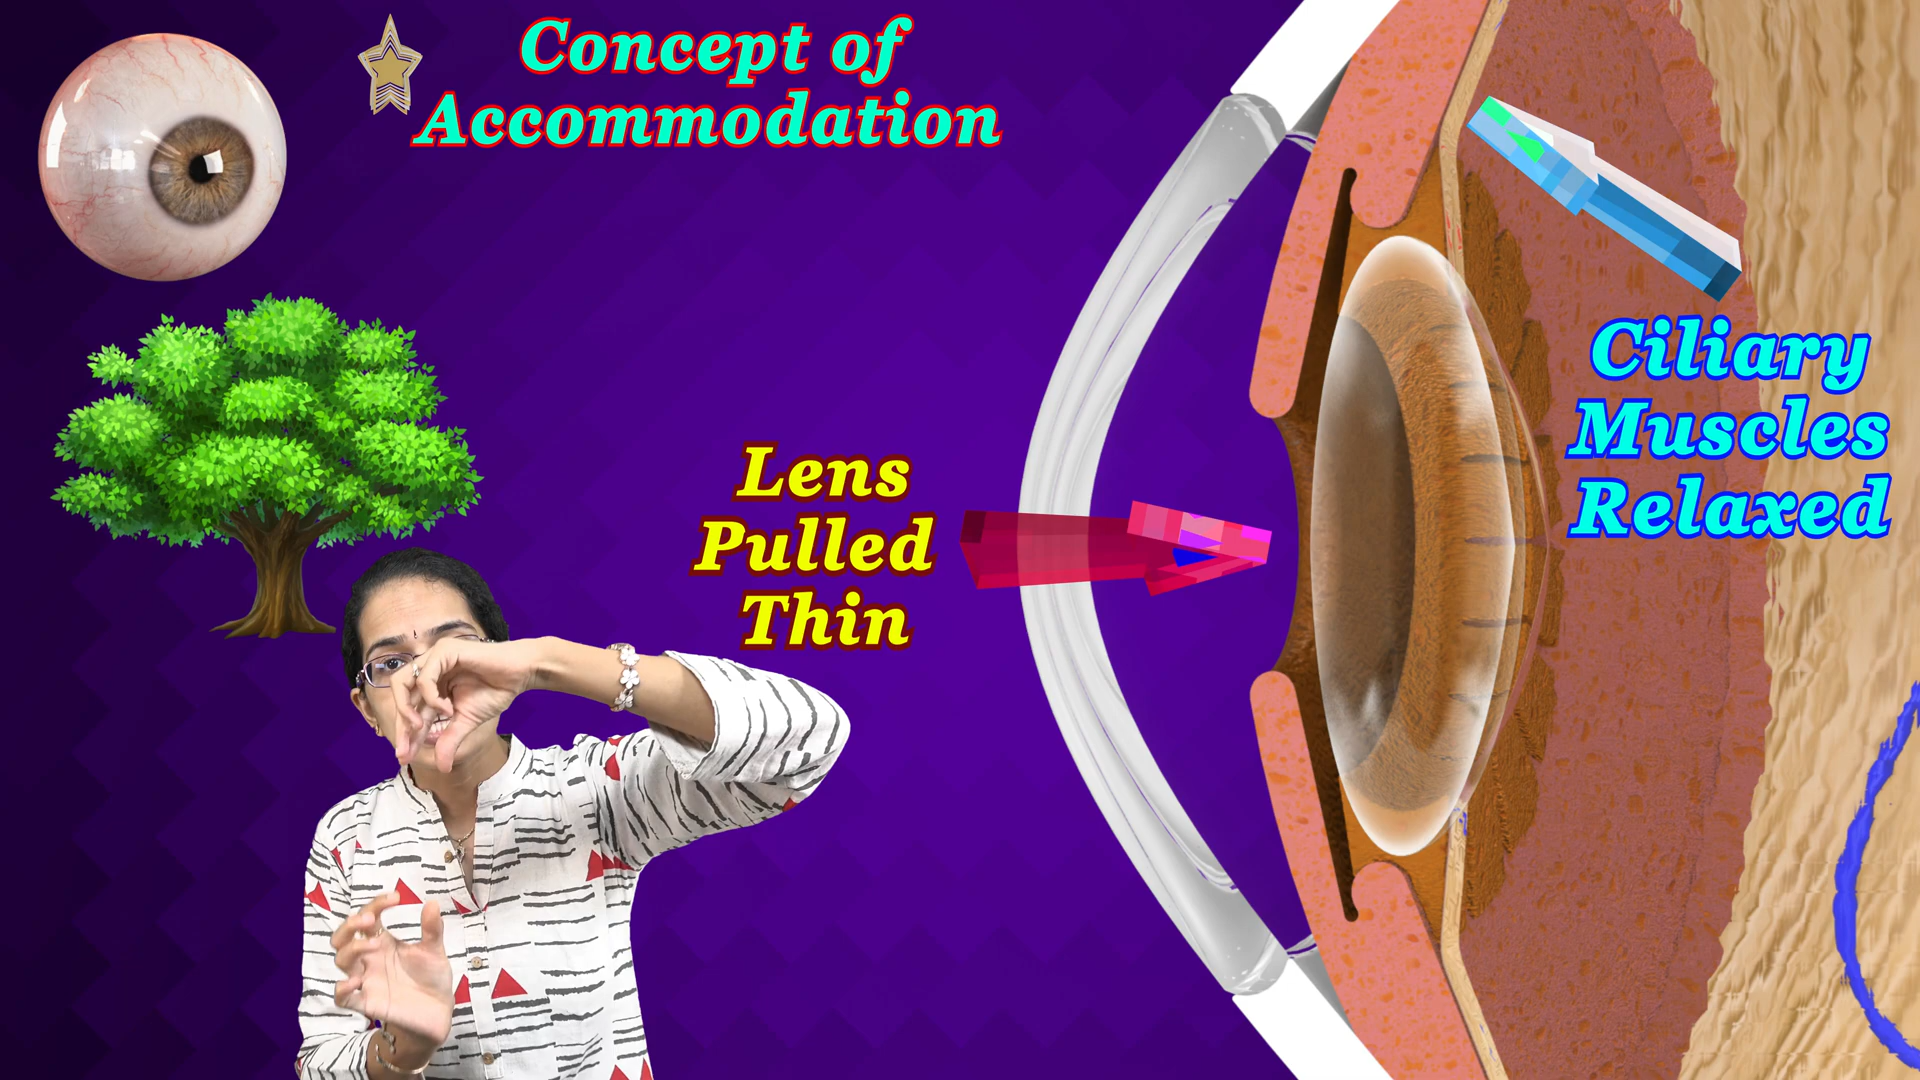 Concept of
Accommodation
Lens
Pulled
Thin
Ciliary
Muscles
Relaxed